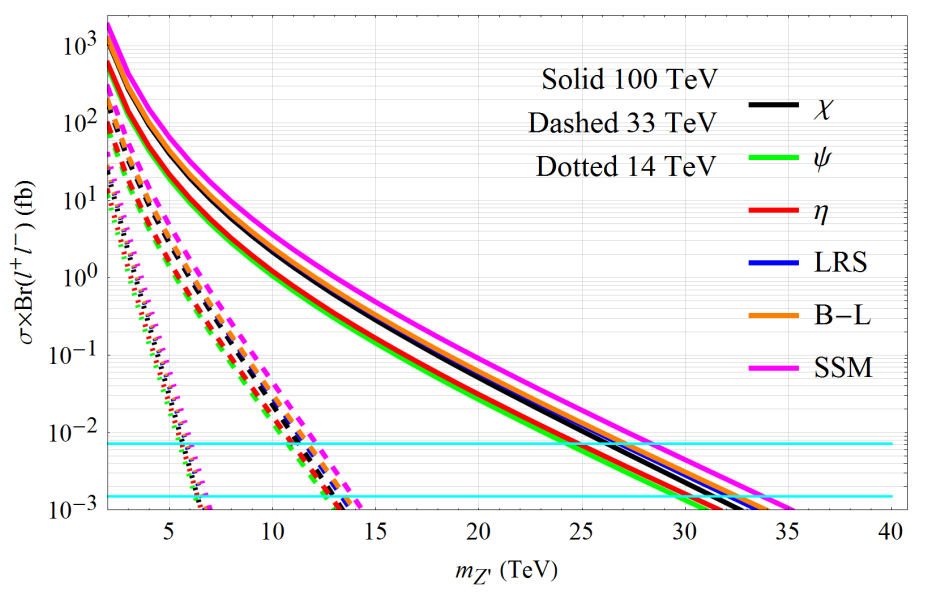 10³
10²
10¹
10⁰
10⁻¹
10⁻²
10⁻³
σ×Br(l⁺l⁻) (fb)
Solid 100 TeV
Dashed 33 TeV
Dotted 14 TeV
χ
ψ
η
LRS
B−L
SSM
5 10 15 20 25 30 35 40
m_Z' (TeV)